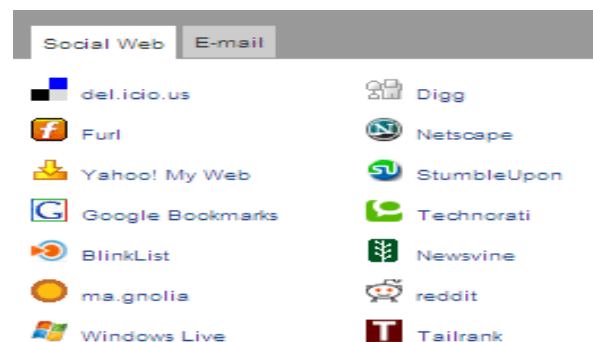 Social Web E-mail
del.icio.us Digg
Furl Netscape
Yahoo! My Web StumbleUpon
Google Bookmarks Technorati
BlinkList Newsvine
ma.gnolia reddit
Windows Live Tailrank